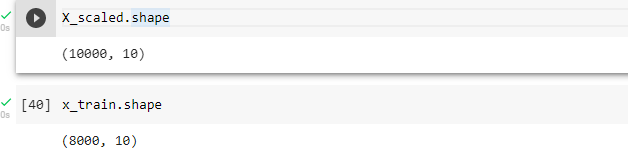 X_scaled.shape
0s
(10000, 10)
[40] x_train.shape
0s
(8000, 10)